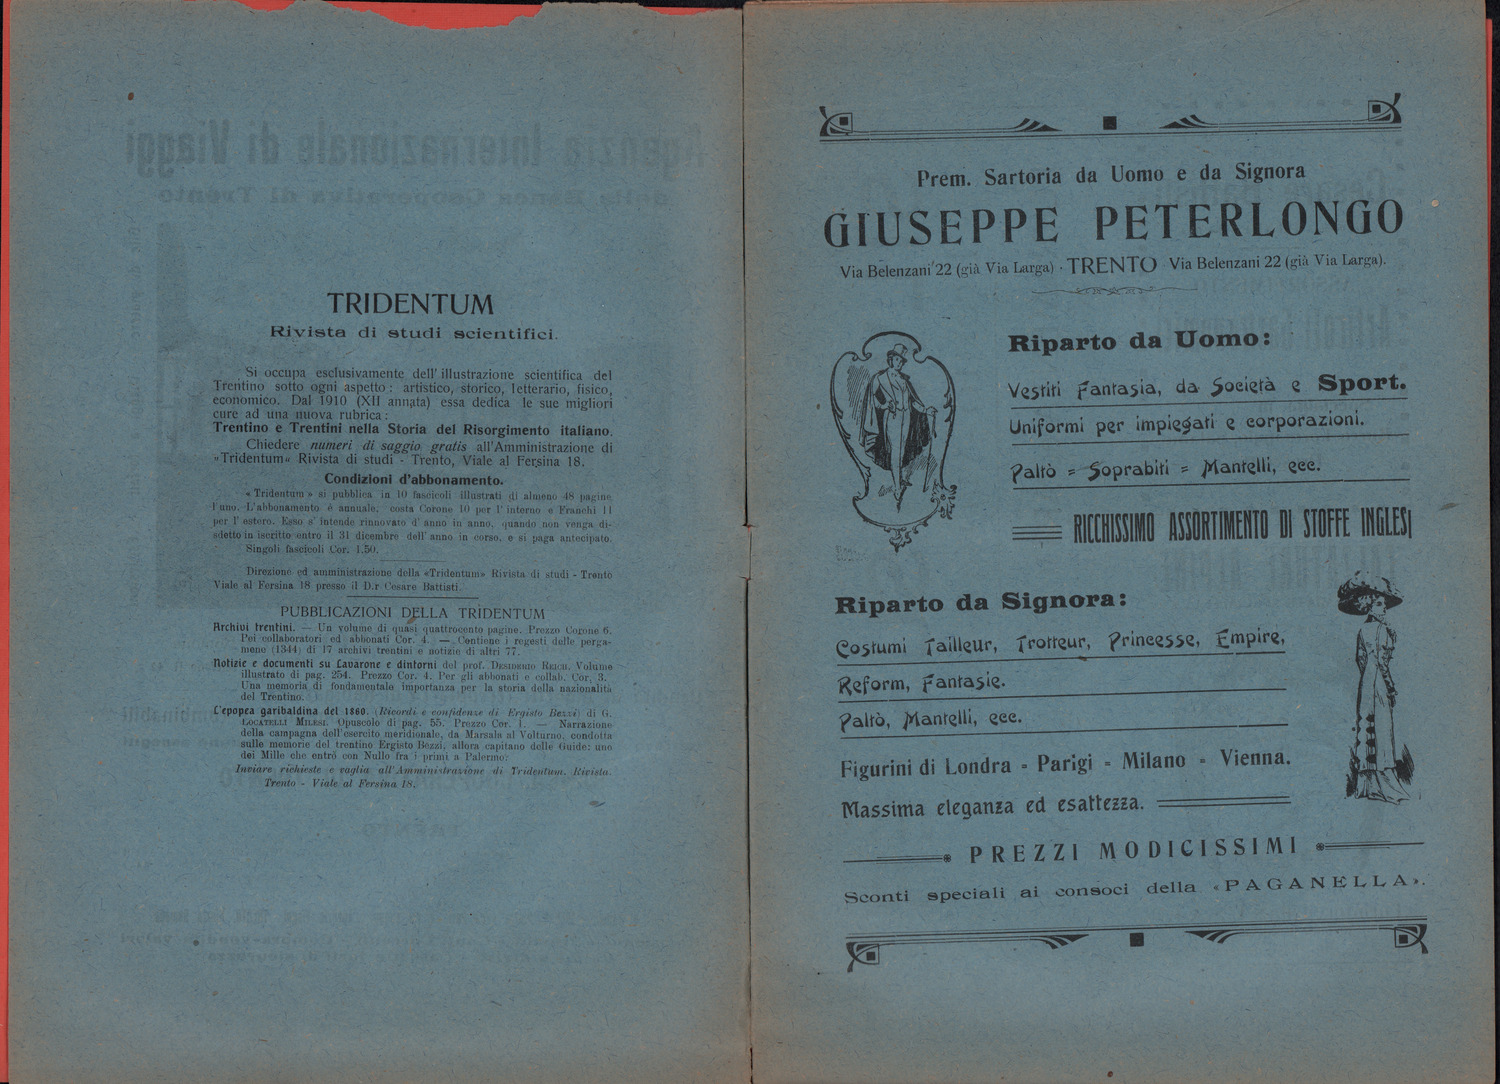 TRIDENTUM
Rivista di studi scientifici.
Si occupa esclusivamente dell' illustrazione scientifica del
Trentino sotto ogni aspetto: artistico, storico, letterario, fisico,
economico. Dal 1910 (XII annata) essa dedica le sue migliori
cure ad una nuova rubrica:
Trentino e Trentini nella Storia del Risorgimento italiano.
Chiedere numeri di saggio gratis all'Amministrazione di
»Tridentum« Rivista di studi - Trento, Viale al Fersina 18.
Condizioni d'abbonamento.
« Tridentum » si pubblica in 10 fascicoli illustrati di almeno 48 pagine
l'uno. L'abbonamento è annuale, costa Corone 10 per l' interno e Franchi 11
per l' estero. Esso s' intende rinnovato d' anno in anno, quando non venga di-
sdetto in iscritto entro il 31 dicembre dell' anno in corso, e si paga antecipato.
Singoli fascicoli Cor. 1.50.
Direzione ed amministrazione della «Tridentum» Rivista di studi - Trento
Viale al Fersina 18 presso il D.r Cesare Battisti.
PUBBLICAZIONI DELLA TRIDENTUM
Archivi trentini. — Un volume di quasi quattrocento pagine. Prezzo Corone 6.
Pei collaboratori ed abbonati Cor. 4. — Contiene i regesti delle perga-
mene (1344) di 17 archivi trentini e notizie di altri 77.
Notizie e documenti su Lavarone e dintorni del prof. DESIDERIO REICH. Volume
illustrato di pag. 254. Prezzo Cor. 4. Per gli abbonati e collab. Cor. 3.
Una memoria di fondamentale importanza per la storia della nazionalità
del Trentino.
L'epopea garibaldina del 1860. (Ricordi e confidenze di Ergisto Bezzi) di G.
LOCATELLI MILESI. Opuscolo di pag. 55. Prezzo Cor. 1. — Narrazione
della campagna dell'esercito meridionale, da Marsala al Volturno, condotta
sulle memorie del trentino Ergisto Bezzi, allora capitano delle Guide: uno
dei Mille che entrò con Nullo fra i primi a Palermo:
Inviare richieste e vaglia all'Amministrazione di Tridentum. Rivista
Trento - Viale al Fersina 18.
Prem. Sartoria da Uomo e da Signora
GIUSEPPE PETERLONGO
Via Belenzani 22 (già Via Larga) · TRENTO Via Belenzani 22 (già Via Larga).
Riparto da Uomo:
Vestiti Fantasia, da Società e Sport.
Uniformi per impiegati e corporazioni.
Paltò = Soprabiti = Mantelli, ecc.
RICCHISSIMO ASSORTIMENTO DI STOFFE INGLESI
Riparto da Signora:
Costumi Tailleur, Trotteur, Princesse, Empire,
Reform, Fantasie.
Paltò, Mantelli, ecc.
Figurini di Londra = Parigi = Milano = Vienna.
Massima eleganza ed esattezza.
PREZZI MODICISSIMI
Sconti speciali ai consoci della «PAGANELLA».